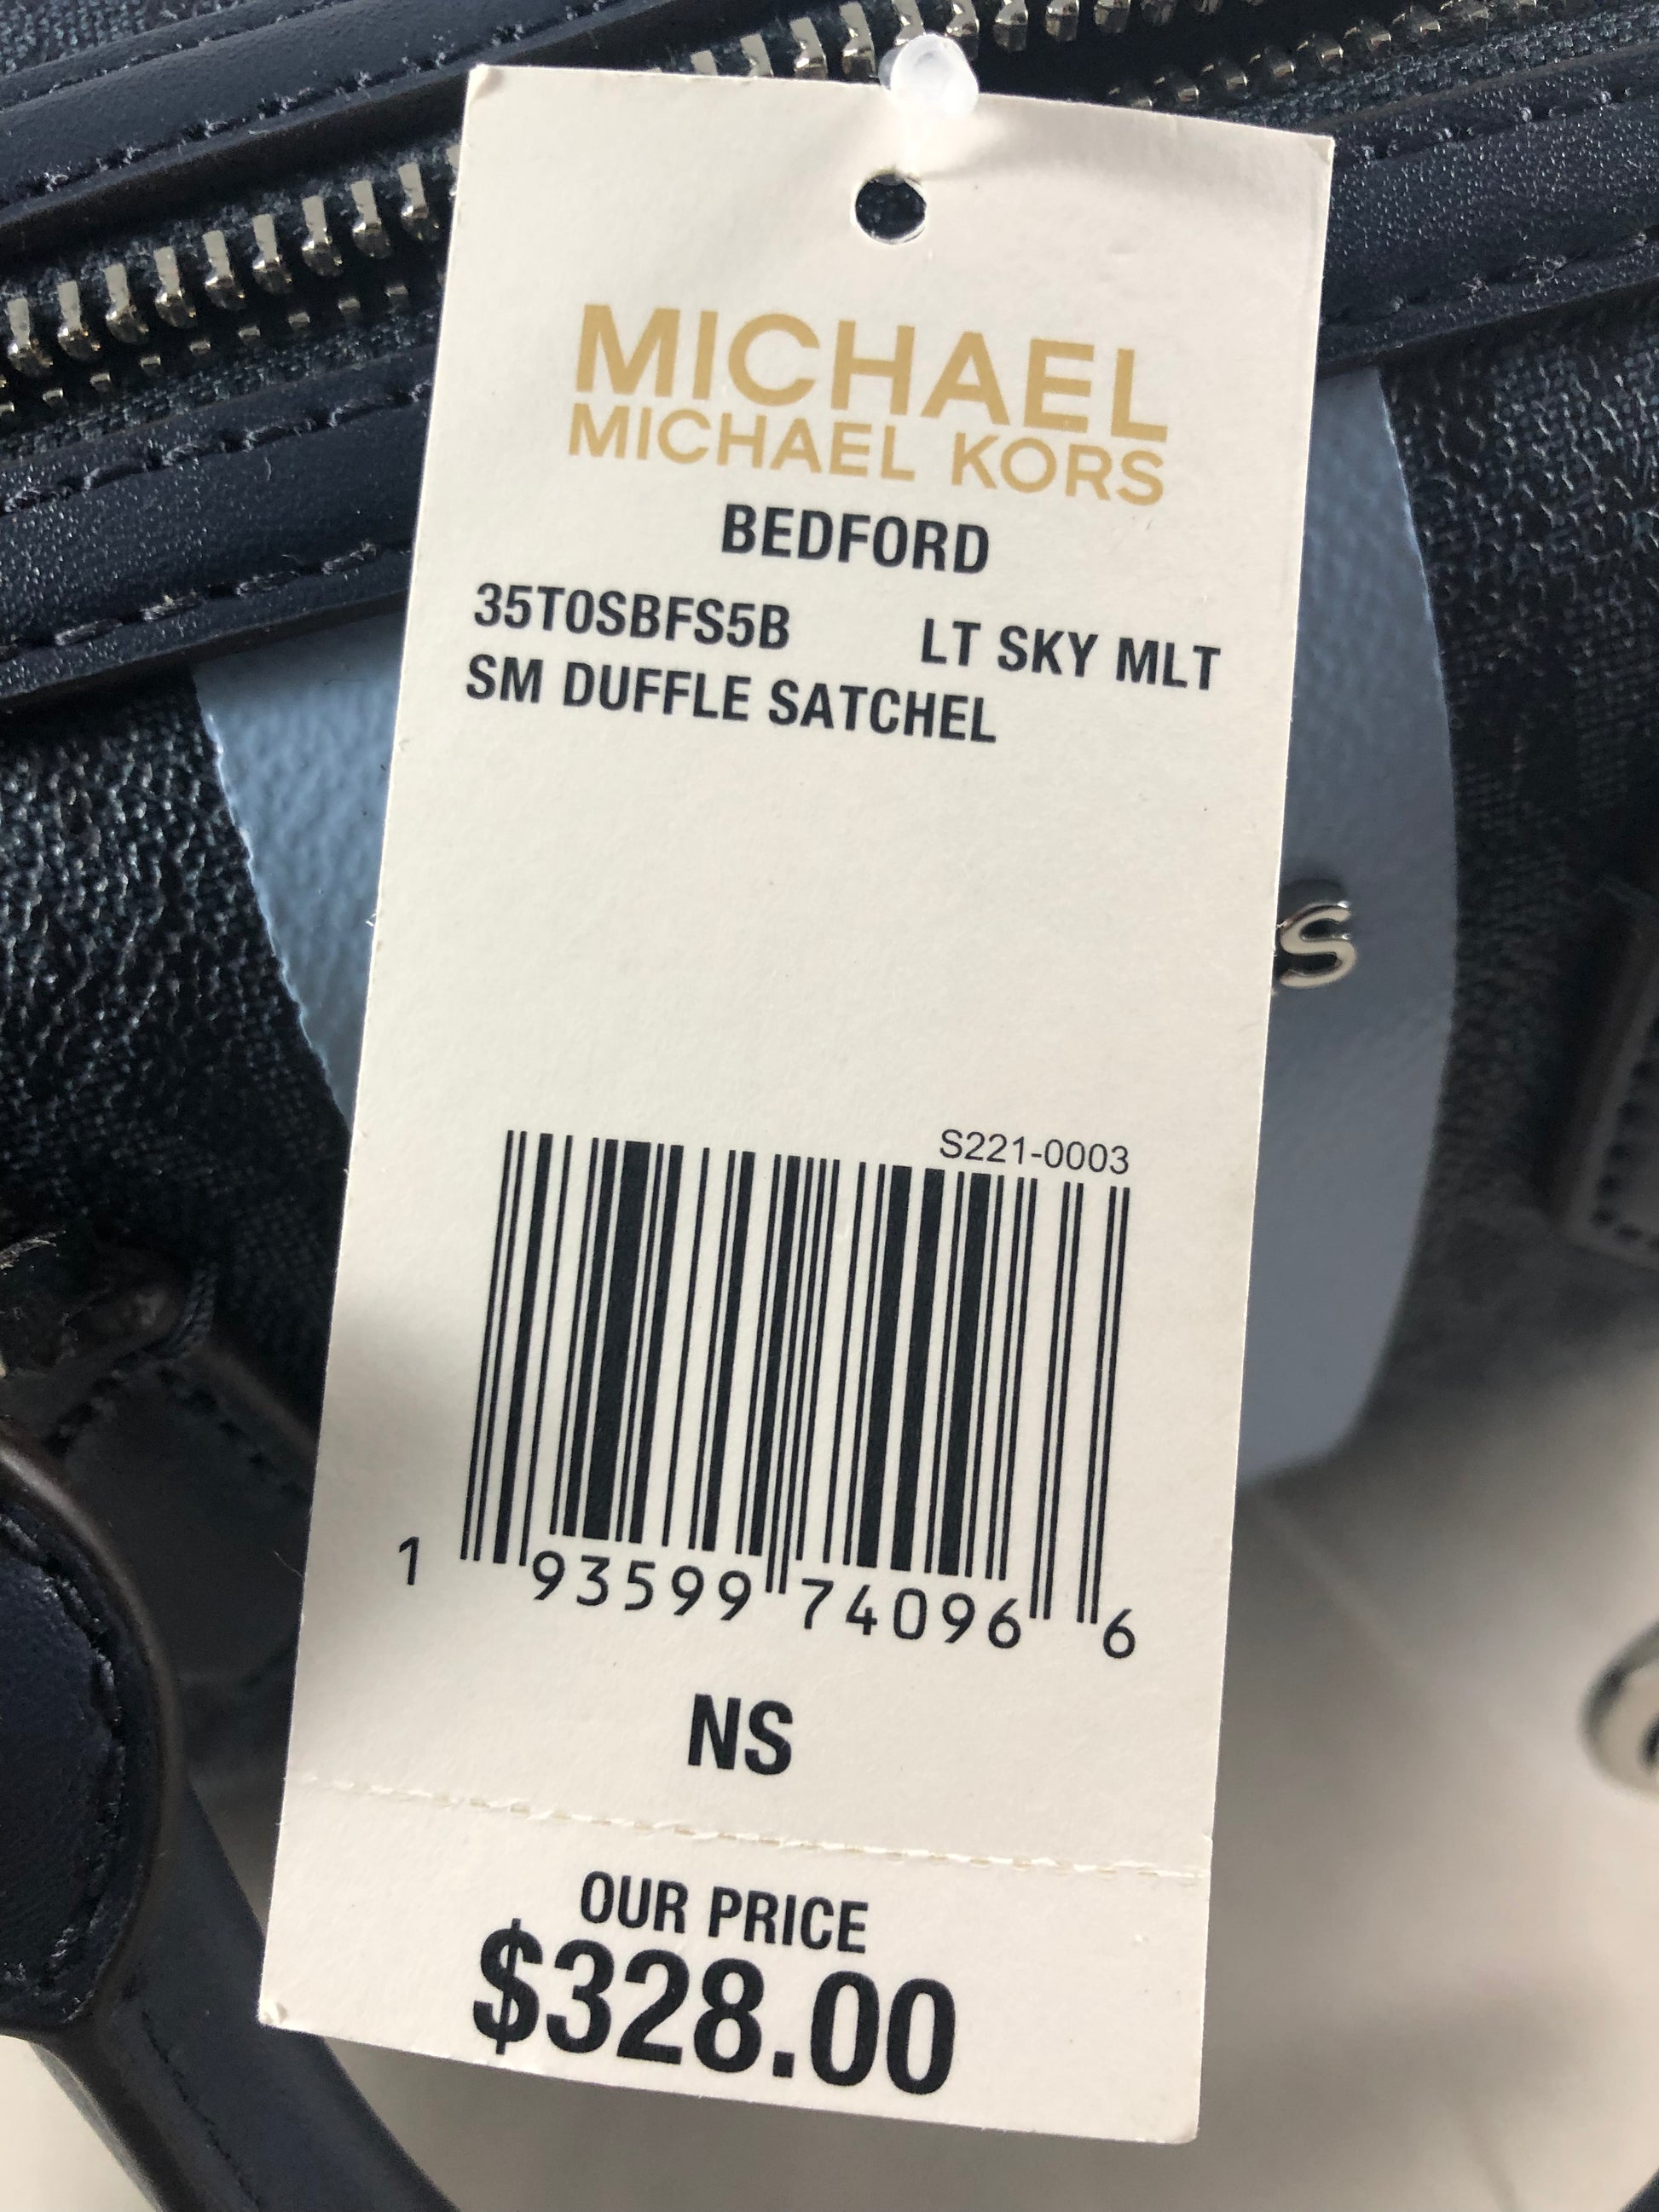 MICHAEL
MICHAEL KORS
BEDFORD
35T0SBFS5B LT SKY MLT
SM DUFFLE SATCHEL
S
S221-0003
1 93599 74096 6
NS
OUR PRICE
$328.00